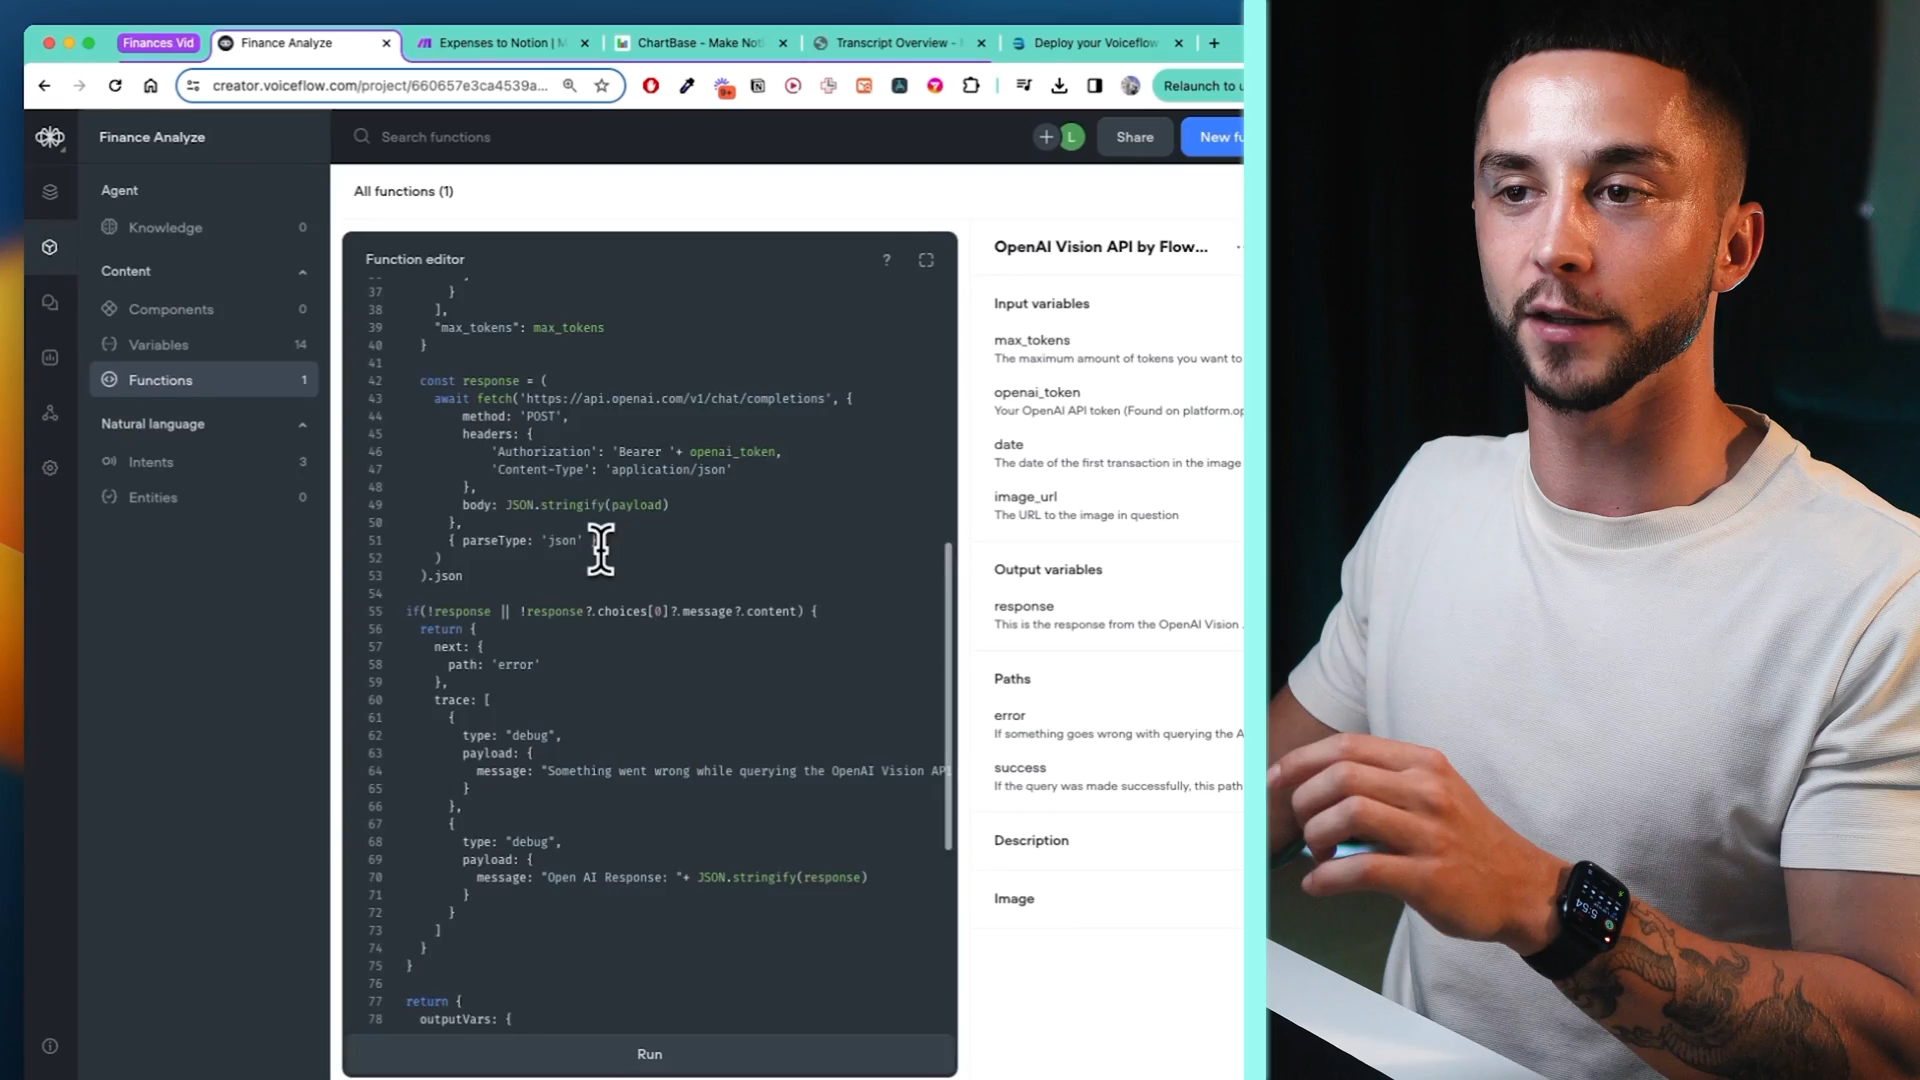 Finances Vid
Finance Analyze
Expenses to Notion |
ChartBase - Make No
Transcript Overview -
Deploy your Voiceflow
creator.voiceflow.com/project/660657e3ca4539a...
9+
Relaunch to u
Finance Analyze
Search functions
L
Share
New fu
Agent
Knowledge 0
Content
Components 0
Variables 14
Functions 1
Natural language
Intents 3
Entities 0
All functions (1)
Function editor
?
37 }
38 ],
39 "max_tokens": max_tokens
40 }
41
42 const response = (
43 await fetch('https://api.openai.com/v1/chat/completions', {
44 method: 'POST',
45 headers: {
46 'Authorization': 'Bearer '+ openai_token,
47 'Content-Type': 'application/json'
48 },
49 body: JSON.stringify(payload)
50 },
51 { parseType: 'json' }
52 )
53 ).json
54
55 if(!response || !response?.choices[0]?.message?.content) {
56 return {
57 next: {
58 path: 'error'
59 },
60 trace: [
61 {
62 type: "debug",
63 payload: {
64 message: "Something went wrong while querying the OpenAI Vision API
65 }
66 },
67 {
68 type: "debug",
69 payload: {
70 message: "Open AI Response: "+ JSON.stringify(response)
71 }
72 }
73 ]
74 }
75 }
76
77 return {
78 outputVars: {
Run
OpenAI Vision API by Flow...
Input variables
max_tokens
The maximum amount of tokens you want to
openai_token
Your OpenAI API token (Found on platform.op
date
The date of the first transaction in the image
image_url
The URL to the image in question
Output variables
response
This is the response from the OpenAI Vision
Paths
error
If something goes wrong with querying the A
success
If the query was made successfully, this path
Description
Image
5:54